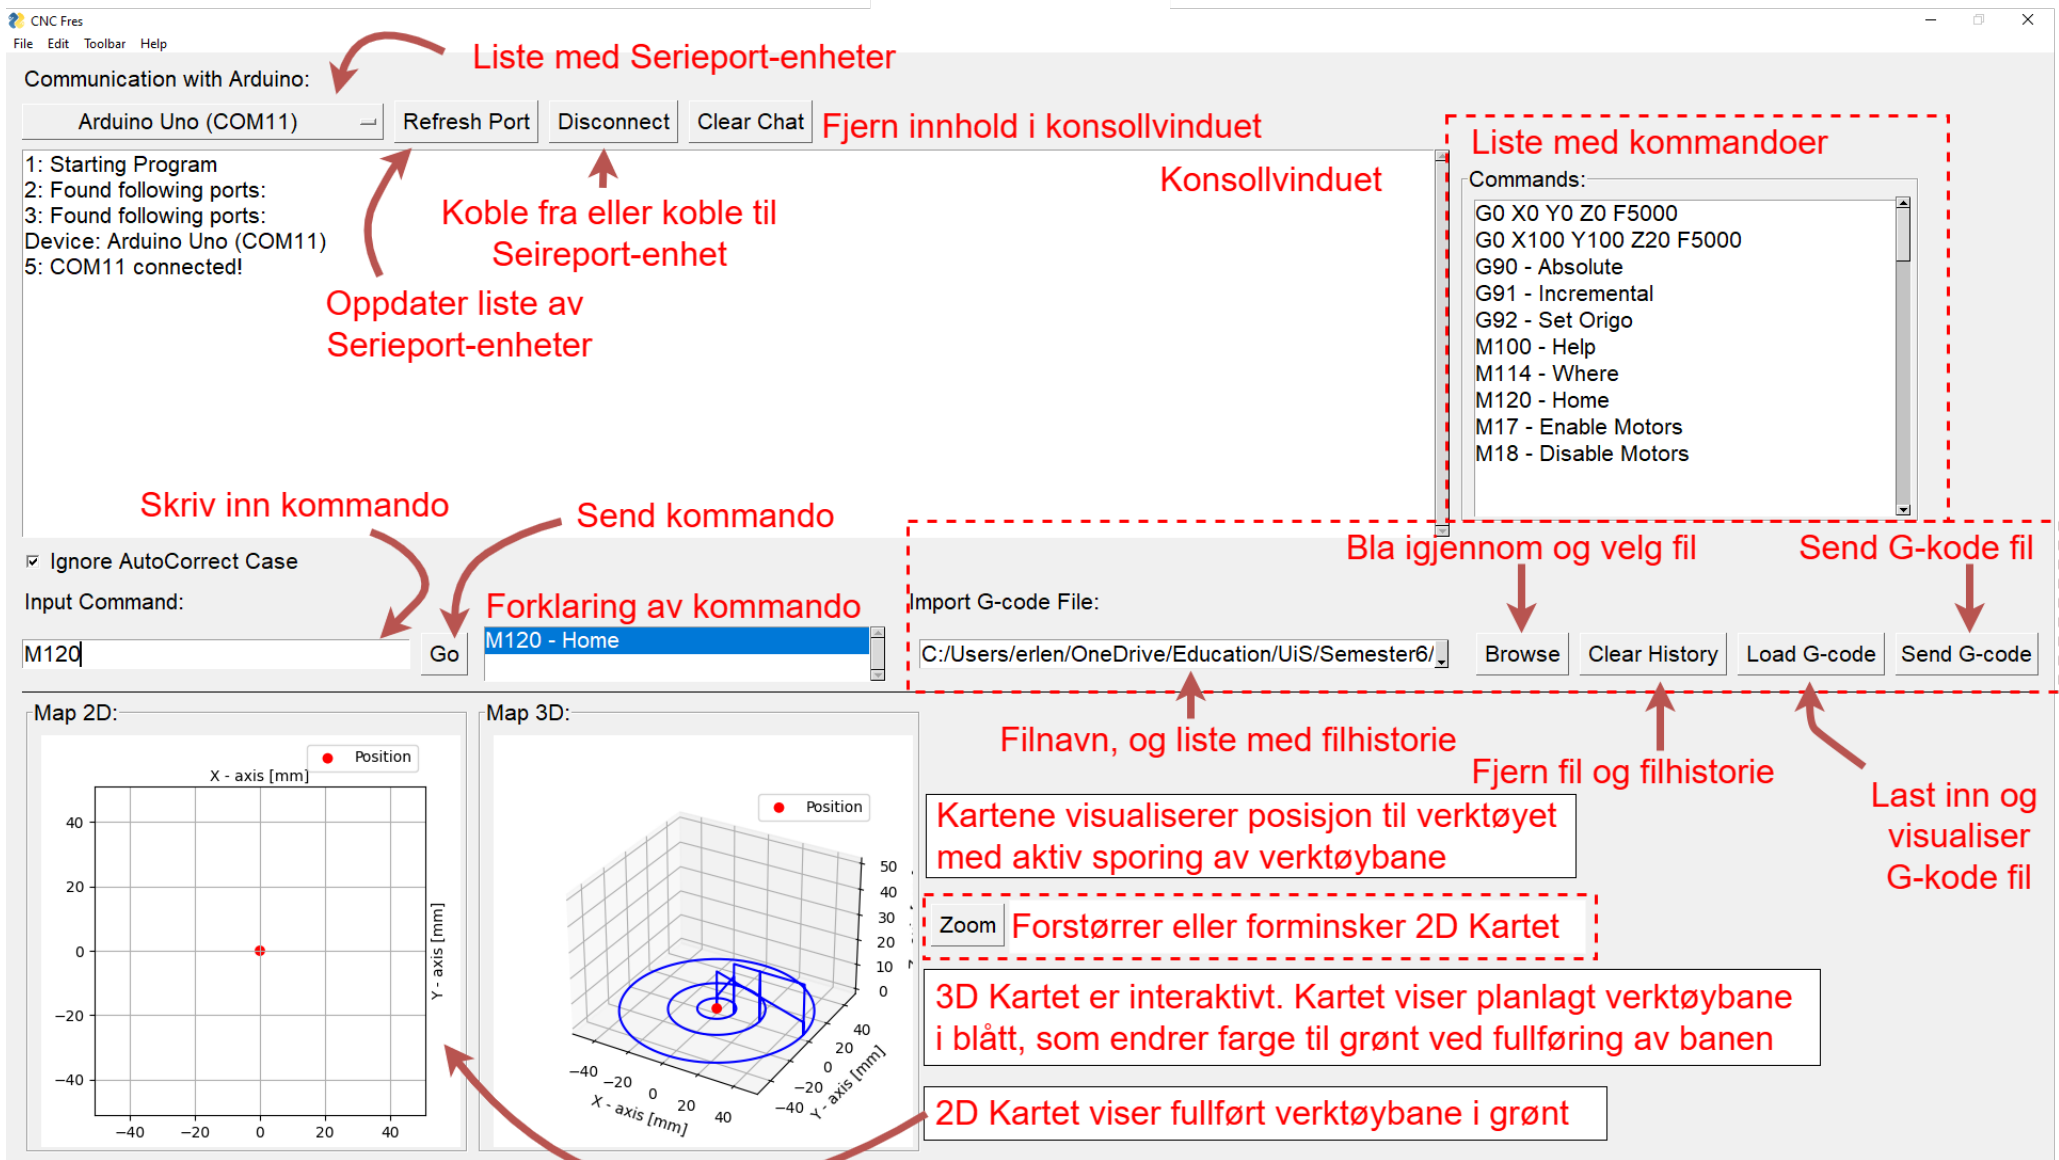 CNC Fres
File Edit Toolbar Help
Liste med Serieport-enheter
Communication with Arduino:
Arduino Uno (COM11)
Refresh Port
Disconnect
Clear Chat
Fjern innhold i konsollvinduet
1: Starting Program
2: Found following ports:
3: Found following ports:
Device: Arduino Uno (COM11)
5: COM11 connected!
Konsollvinduet
Koble fra eller koble til
Seireport-enhet
Oppdater liste av
Serieport-enheter
Liste med kommandoer
Commands:
G0 X0 Y0 Z0 F5000
G0 X100 Y100 Z20 F5000
G90 - Absolute
G91 - Incremental
G92 - Set Origo
M100 - Help
M114 - Where
M120 - Home
M17 - Enable Motors
M18 - Disable Motors
Skriv inn kommando
Send kommando
Ignore AutoCorrect Case
Input Command:
M120
Go
Forklaring av kommando
M120 - Home
Bla igjennom og velg fil
Send G-kode fil
Import G-code File:
C:/Users/erlen/OneDrive/Education/UiS/Semester6/
Browse
Clear History
Load G-code
Send G-code
Filnavn, og liste med filhistorie
Fjern fil og filhistorie
Last inn og
visualiser
G-kode fil
Map 2D:
Position
X - axis [mm]
40
20
0
−20
−40
−40 −20 0 20 40
Y - axis [mm]
Map 3D:
Position
50
40
30
20
10
0
40
20
0
−20
−40
Y - axis [mm]
−40 −20 0 20 40
X - axis [mm]
Kartene visualiserer posisjon til verktøyet
med aktiv sporing av verktøybane
Zoom
Forstørrer eller forminsker 2D Kartet
3D Kartet er interaktivt. Kartet viser planlagt verktøybane
i blått, som endrer farge til grønt ved fullføring av banen
2D Kartet viser fullført verktøybane i grønt